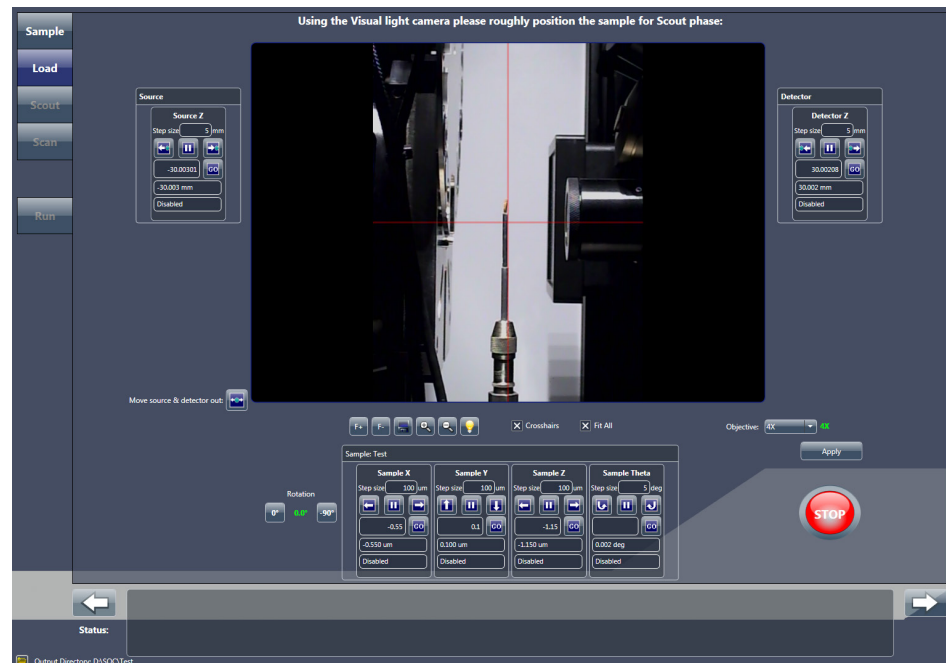 Using the Visual light camera please roughly position the sample for Scout phase:
Sample
Load
Scout
Scan
Run
Source
Source Z
Step size 5 mm
-30.00301 GO
-30.003 mm
Disabled
Detector
Detector Z
Step size 5 mm
30.00208 GO
30.002 mm
Disabled
Move source & detector out:
F+ F- X Crosshairs X Fit All
Objective: 4X 4X
Apply
Sample: Test
Sample X Sample Y Sample Z Sample Theta
Step size 100 um Step size 100 um Step size 100 um Step size 5 deg
Rotation
0° 0.0° -90°
-0.55 GO 0.1 GO -1.15 GO GO
-0.550 um 0.100 um -1.150 um 0.002 deg
Disabled Disabled Disabled Disabled
STOP
Status:
Output Directory: D:\SOC\Test